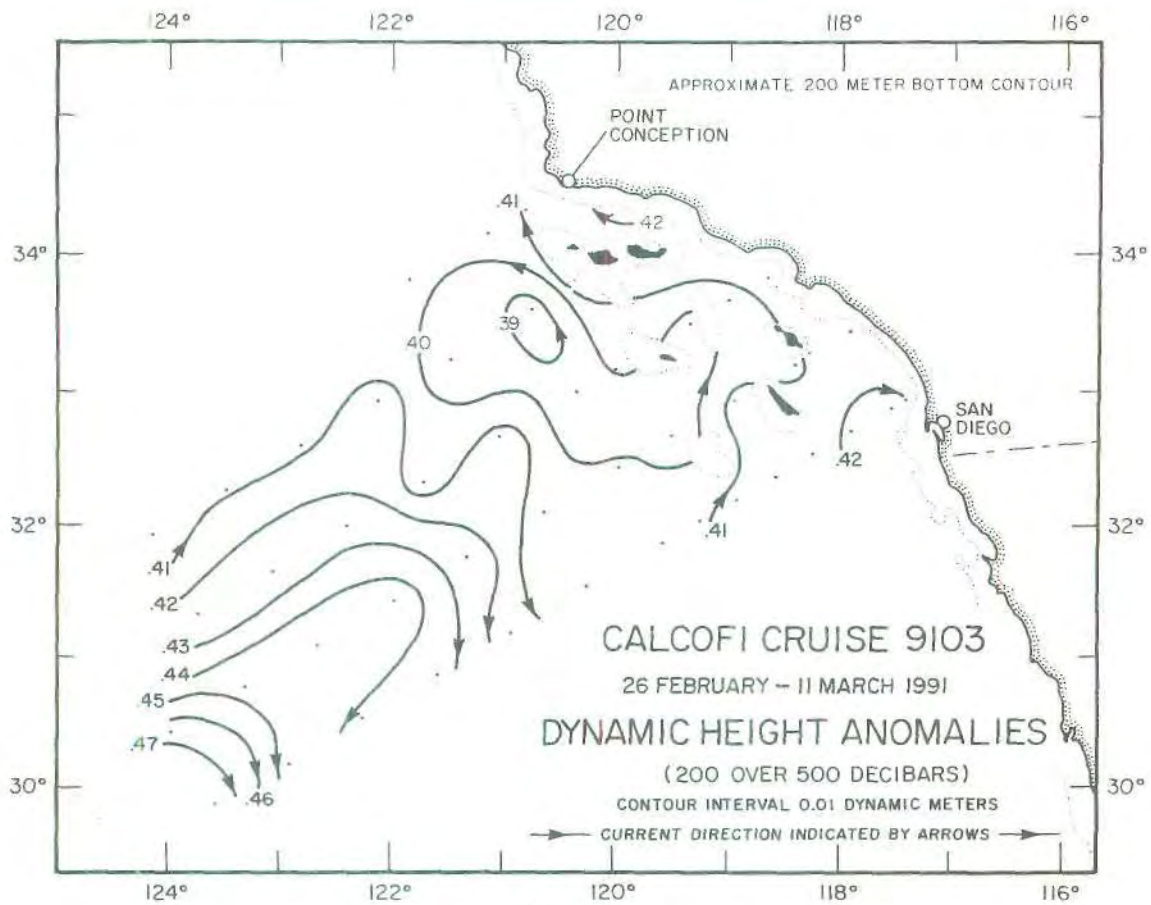 124° 122° 120° 118° 116°
APPROXIMATE 200 METER BOTTOM CONTOUR
POINT
CONCEPTION
.41
.42
34° 34°
.39
.40
SAN
DIEGO
.42
32° 32°
.41
.41
.42
.43
.44
.45
.47
.46
CALCOFI CRUISE 9103
26 FEBRUARY – 11 MARCH 1991
DYNAMIC HEIGHT ANOMALIES
(200 OVER 500 DECIBARS)
CONTOUR INTERVAL 0.01 DYNAMIC METERS
CURRENT DIRECTION INDICATED BY ARROWS
30° 30°
124° 122° 120° 118° 116°